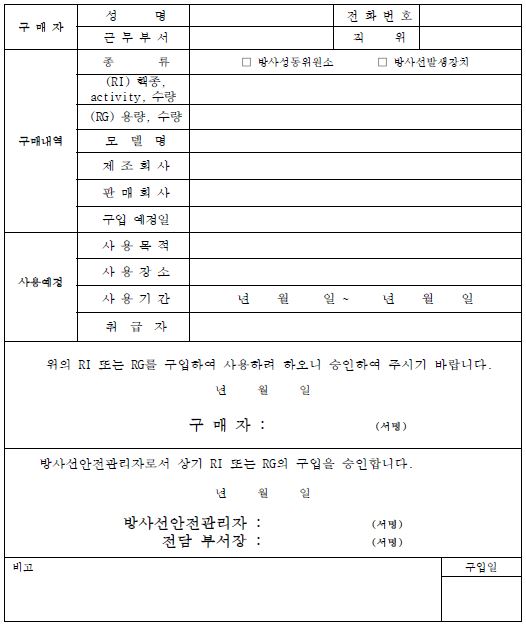 구 매 자
성 명
전 화 번 호
근 무 부 서
직 위
구매내역
종 류
□ 방사성동위원소 □ 방사선발생장치
(RI) 핵종,
activity, 수량
(RG) 용량, 수량
모 델 명
제 조 회 사
판 매 회 사
구입 예정일
사용예정
사 용 목 적
사 용 장 소
사 용 기 간
년 월 일 ~ 년 월 일
취 급 자
위의 RI 또는 RG를 구입하여 사용하려 하오니 승인하여 주시기 바랍니다.
년 월 일
구 매 자 : (서명)
방사선안전관리자로서 상기 RI 또는 RG의 구입을 승인합니다.
년 월 일
방사선안전관리자 : (서명)
전담 부서장 : (서명)
비고
구입일